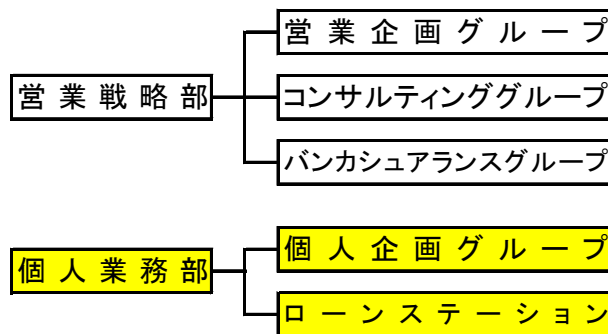 営業企画グループ
営業戦略部
コンサルティンググループ
バンカシュアランスグループ
個人企画グループ
個人業務部
ローンステーション